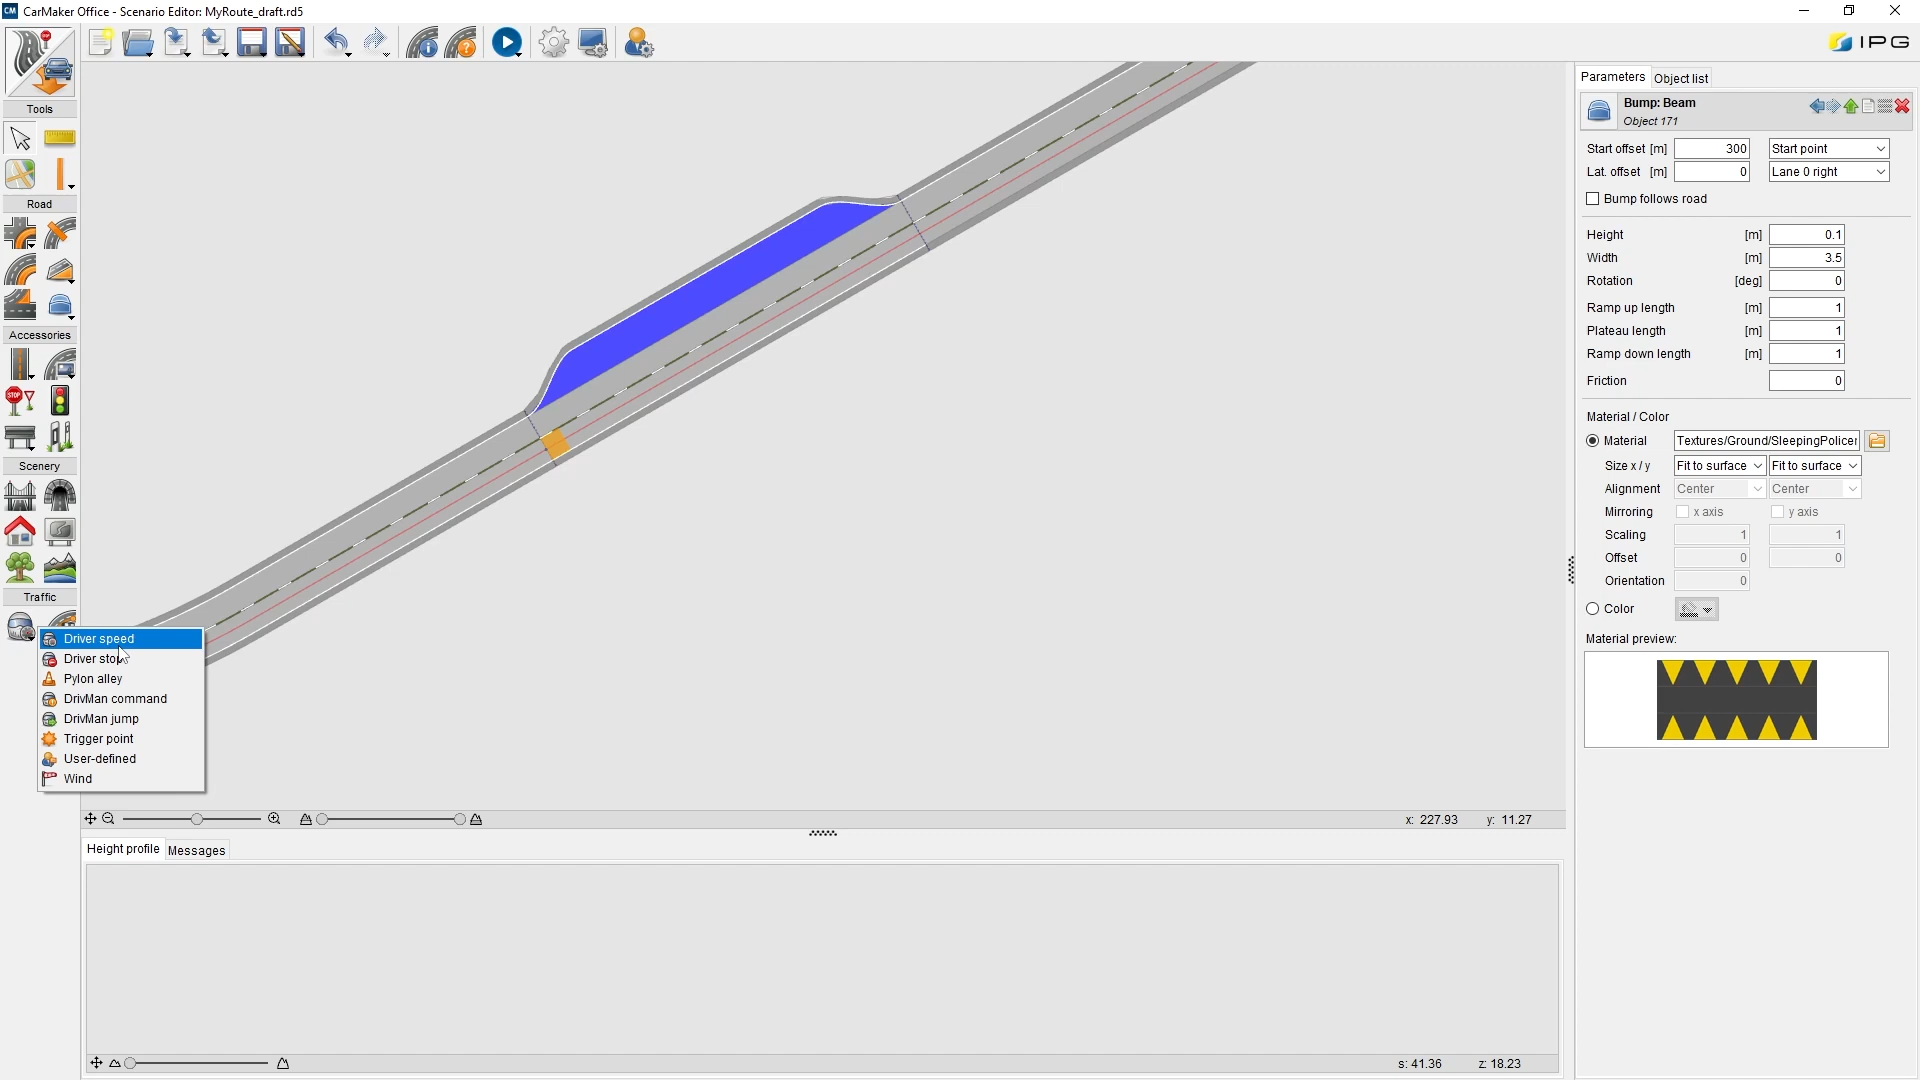 CM CarMaker Office - Scenario Editor: MyRoute_draft.rd5
IPG
Tools
Road
Accessories
STOP
Scenery
Traffic
Driver speed
Driver stop
Pylon alley
DrivMan command
DrivMan jump
Trigger point
User-defined
Wind
x: 227.93 y: 11.27
Height profile Messages
s: 41.36 z: 18.23
Parameters Object list
Bump: Beam
Object 171
Start offset [m] 300 Start point
Lat. offset [m] 0 Lane 0 right
Bump follows road
Height [m] 0.1
Width [m] 3.5
Rotation [deg] 0
Ramp up length [m] 1
Plateau length [m] 1
Ramp down length [m] 1
Friction 0
Material / Color
Material Textures/Ground/SleepingPolicer
Size x / y Fit to surface Fit to surface
Alignment Center Center
Mirroring x axis y axis
Scaling 1 1
Offset 0 0
Orientation 0
Color
Material preview: